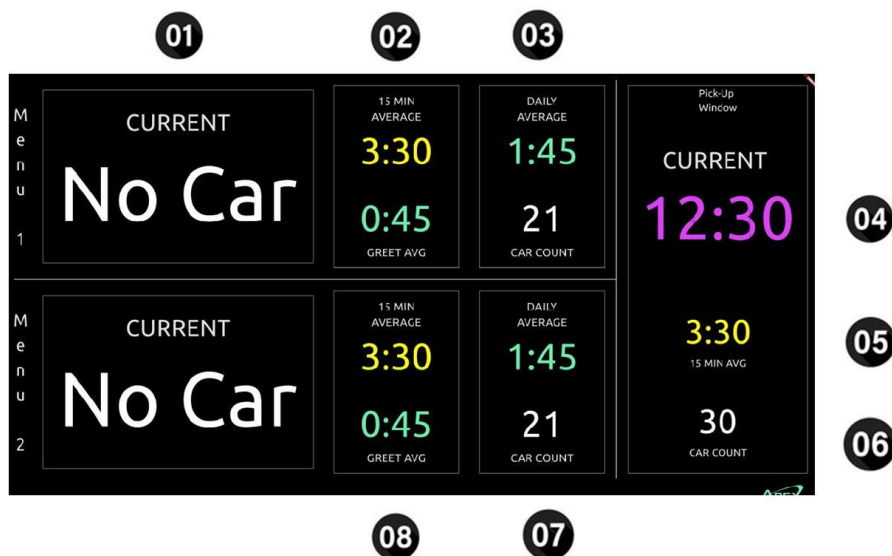 01
02
03
Menu 1
CURRENT
No Car
15 MIN
AVERAGE
3:30
0:45
GREET AVG
DAILY
AVERAGE
1:45
21
CAR COUNT
Menu 2
CURRENT
No Car
15 MIN
AVERAGE
3:30
0:45
GREET AVG
DAILY
AVERAGE
1:45
21
CAR COUNT
Pick-Up
Window
CURRENT
12:30
3:30
15 MIN AVG
30
CAR COUNT
04
05
06
APEX
08
07